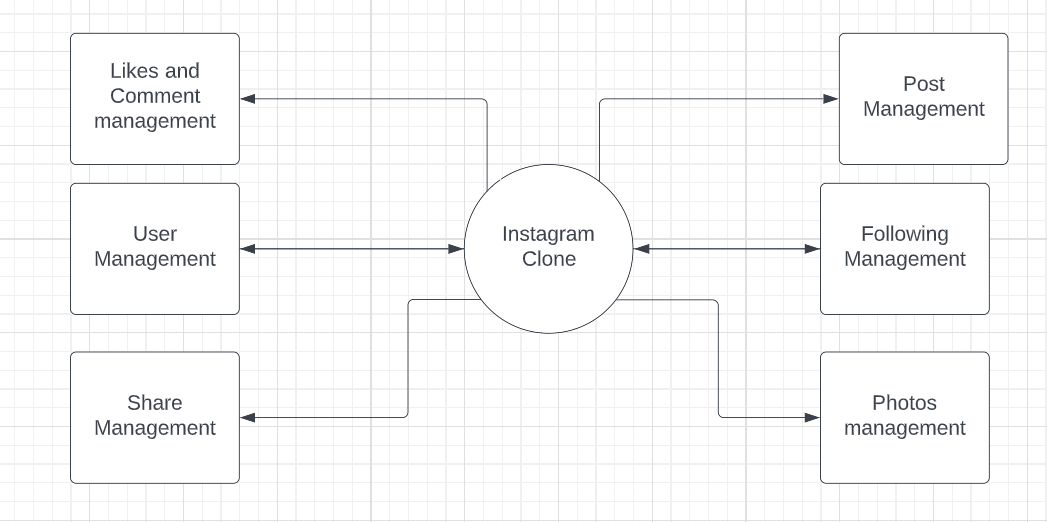 Likes and
Comment
management
Post
Management
User
Management
Instagram
Clone
Following
Management
Share
Management
Photos
management